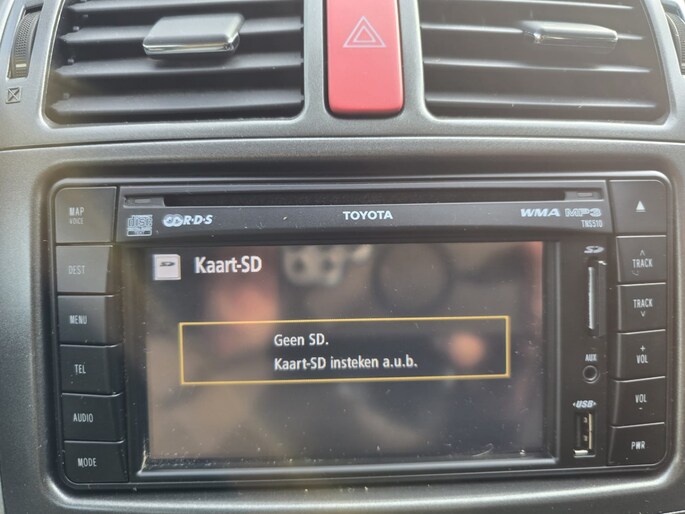 MAP
VOICE
R·D·S
TOYOTA
WMA MP3
TNS510
DEST
MENU
TEL
AUDIO
MODE
Kaart-SD
Geen SD.
Kaart-SD insteken a.u.b.
TRACK
TRACK
+
VOL
VOL
-
PWR
AUX
USB